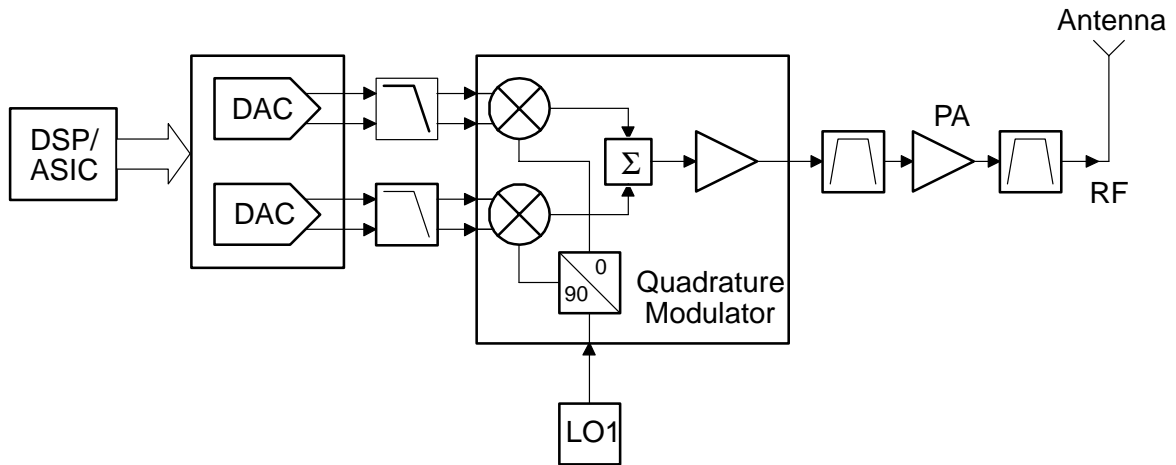 Antenna
DSP/
ASIC
DAC
DAC
Σ
PA
RF
0
90
Quadrature
Modulator
LO1